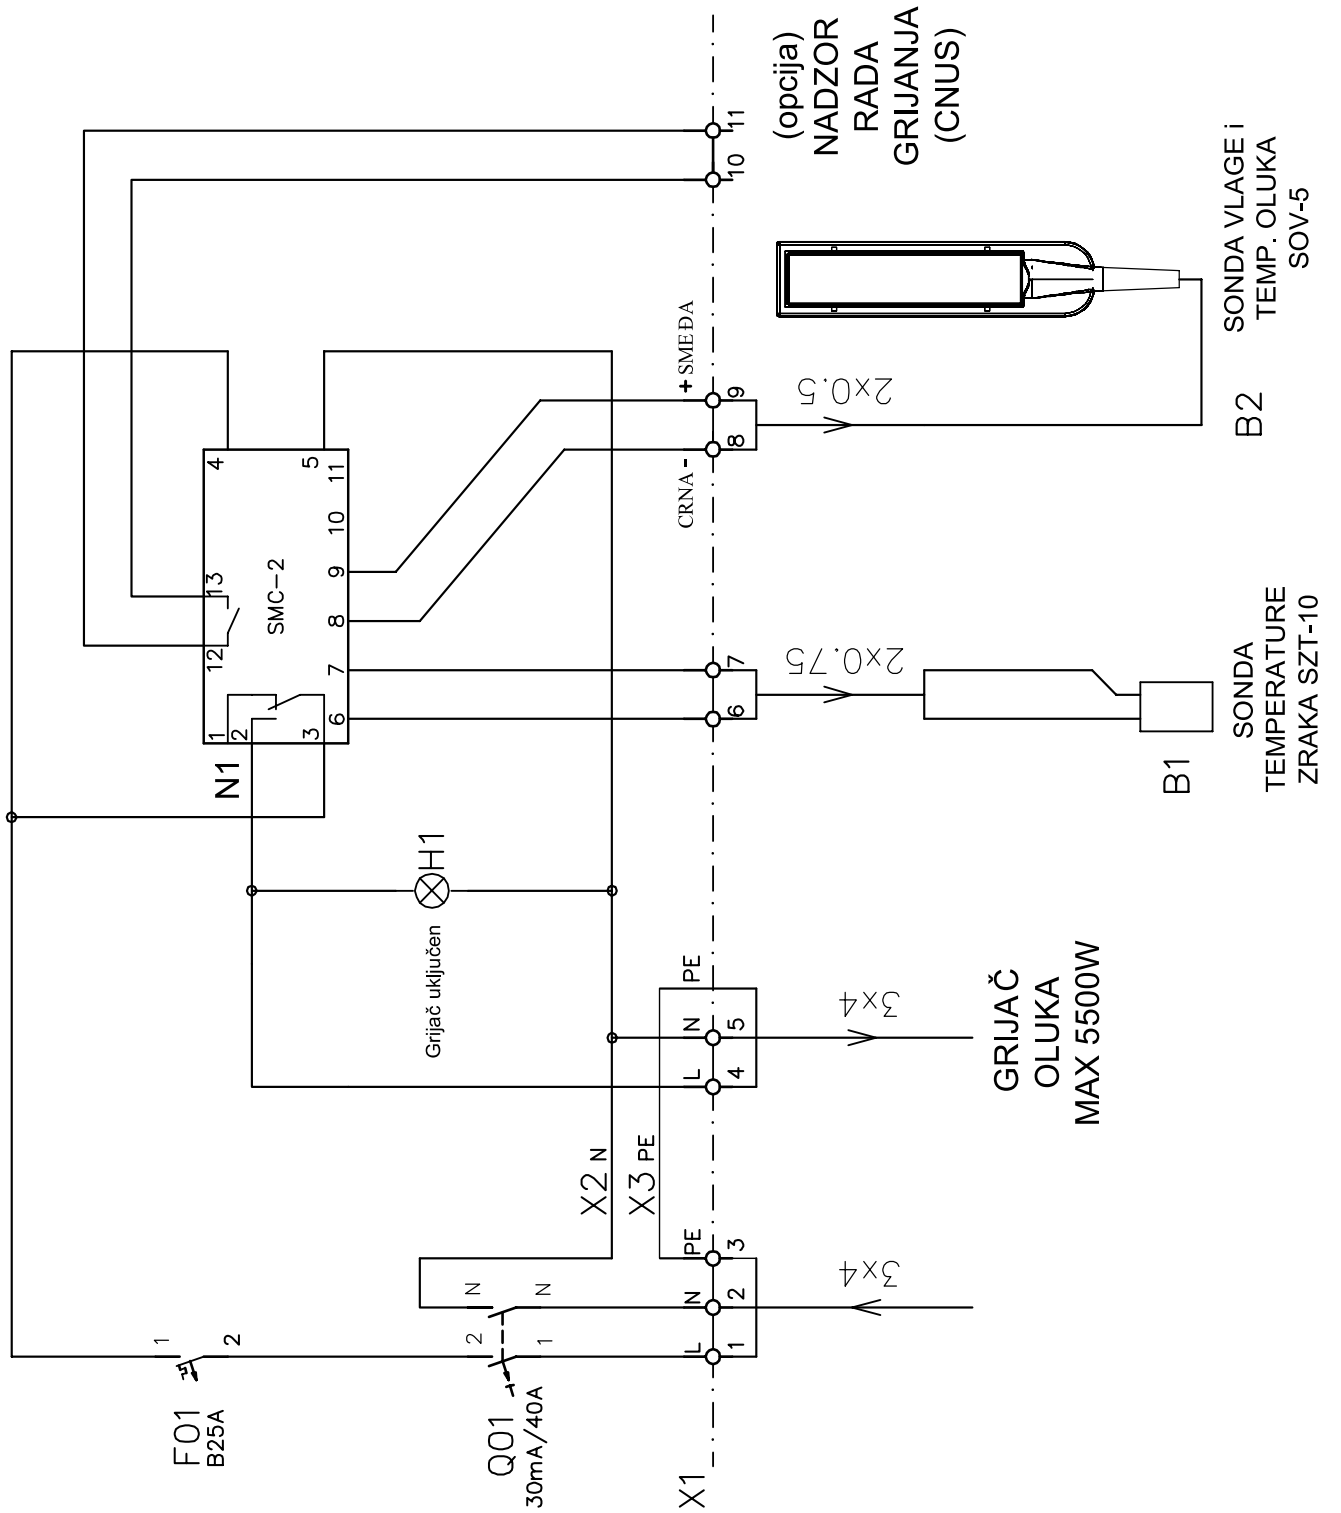 F01
B25A
1
2
Q01
30mA/40A
2
N
1
N
X1
X2 N
X3 PE
L
N
PE
1
2
3
3x4
L
N
PE
4
5
3x4
GRIJAČ
OLUKA
MAX 5500W
Grijač uključen
H1
N1
SMC-2
1
2
3
12
13
4
6
7
8
9
10
11
5
6
7
2x0.75
B1
SONDA
TEMPERATURE
ZRAKA SZT-10
CRNA -
+ SMEĐA
8
9
2x0.5
B2
SONDA VLAGE i
TEMP. OLUKA
SOV-5
10
11
(opcija)
NADZOR
RADA
GRIJANJA
(CNUS)